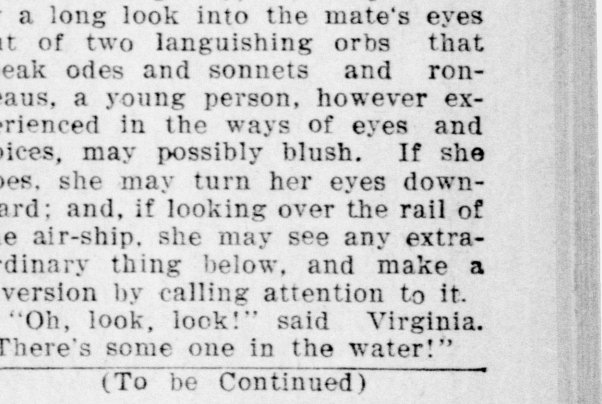 a long look into the mate's eyes
of two languishing orbs that
eak odes and sonnets and ron-
eaus, a young person, however ex-
rienced in the ways of eyes and
oices, may possibly blush. If she
oes, she may turn her eyes down-
ard; and, if looking over the rail of
e air-ship, she may see any extra-
rdinary thing below, and make a
version by calling attention to it.
"Oh, look, look!" said Virginia.
There's some one in the water!"
(To be Continued)